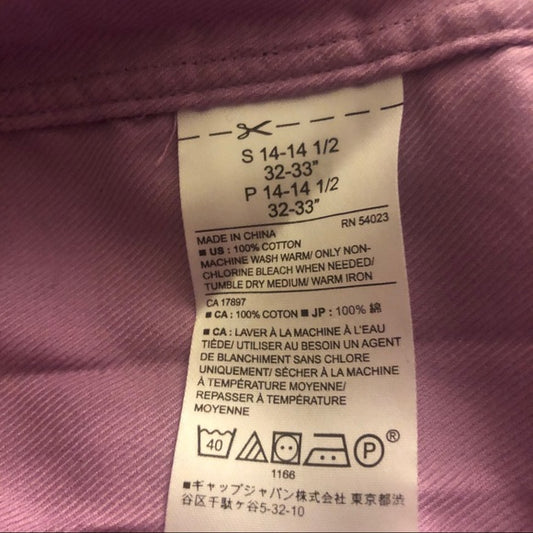 S 14-14 1/2
32-33"
P 14-14 1/2
32-33"
RN 54023
MADE IN CHINA
■ US : 100% COTTON
MACHINE WASH WARM/ ONLY NON-
CHLORINE BLEACH WHEN NEEDED/
TUMBLE DRY MEDIUM/ WARM IRON
CA 17897
■ CA : 100% COTON ■ JP : 100% 綿
■ CA : LAVER À LA MACHINE À L'EAU
TIÈDE/ UTILISER AU BESOIN UN AGENT
DE BLANCHIMENT SANS CHLORE
UNIQUEMENT/ SÉCHER À LA MACHINE
À TEMPÉRATURE MOYENNE/
REPASSER À TEMPÉRATURE
MOYENNE
40 P ®
1166
■ギャップジャパン株式会社 東京都渋
谷区千駄ケ谷5-32-10